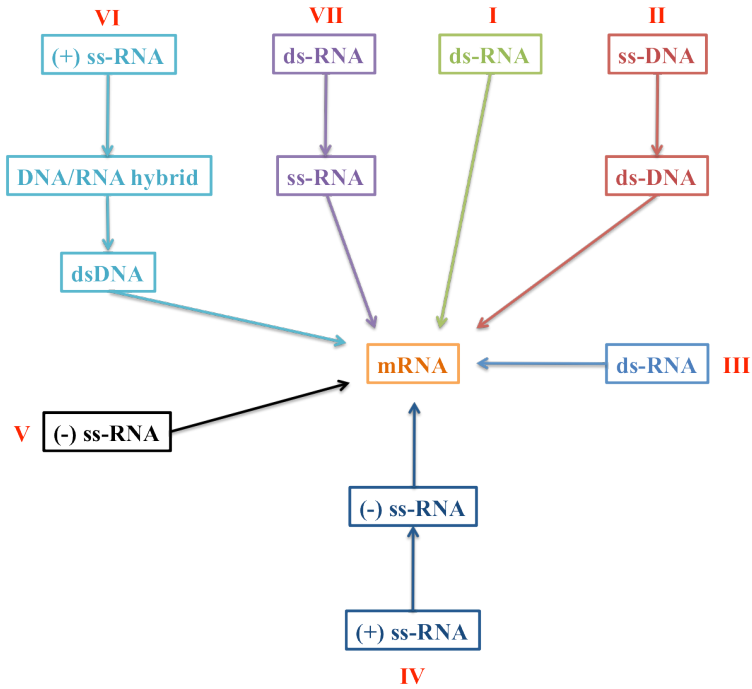 VI
VII
I
II
(+) ss-RNA
ds-RNA
ds-RNA
ss-DNA
DNA/RNA hybrid
ss-RNA
ds-DNA
dsDNA
mRNA
ds-RNA
III
V
(-) ss-RNA
(-) ss-RNA
(+) ss-RNA
IV